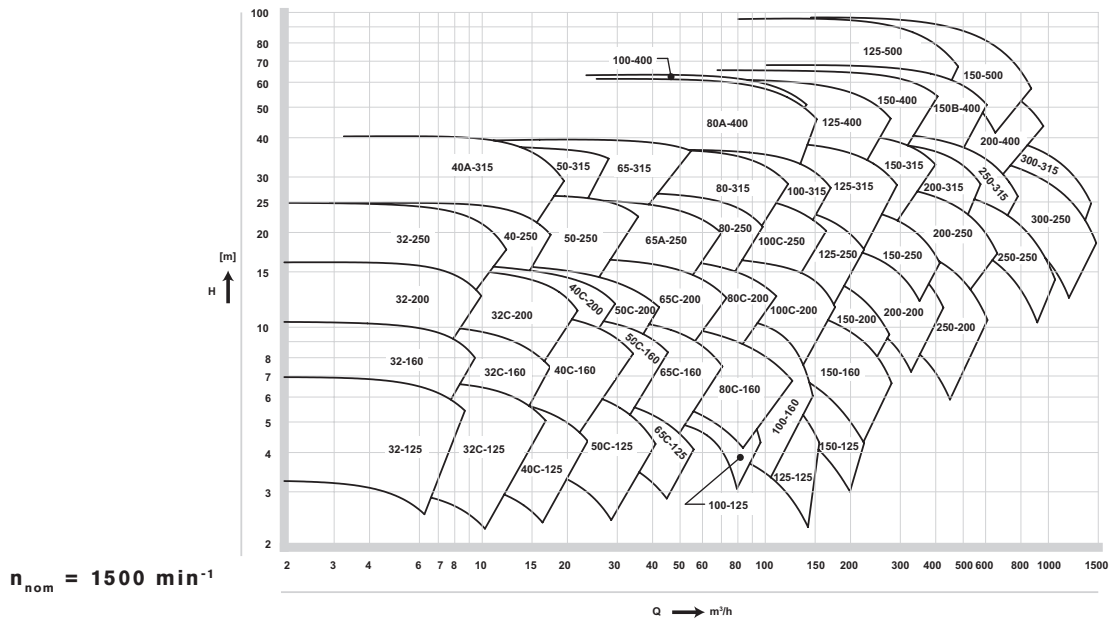 100
80
70
60
50
40
30
25
20
15
10
8
7
6
5
4
3
2
[m]
H
125-500
100-400
150-500
150-400
150B-400
80A-400
125-400
200-400
40A-315
50-315
65-315
80-315
100-315
125-315
150-315
200-315
250-315
300-315
32-250
40-250
50-250
65A-250
80-250
100C-250
125-250
150-250
200-250
250-250
300-250
32-200
32C-200
40C-200
50C-200
65C-200
80C-200
100C-200
150-200
200-200
250-200
32-160
32C-160
40C-160
50C-160
65C-160
80C-160
100-160
150-160
32-125
32C-125
40C-125
50C-125
65C-125
100-125
125-125
150-125
2 3 4 6 7 8 10 15 20 30 40 50 60 80 100 150 200 300 400 500 600 800 1000 1500
n nom = 1500 min-1
Q m³/h